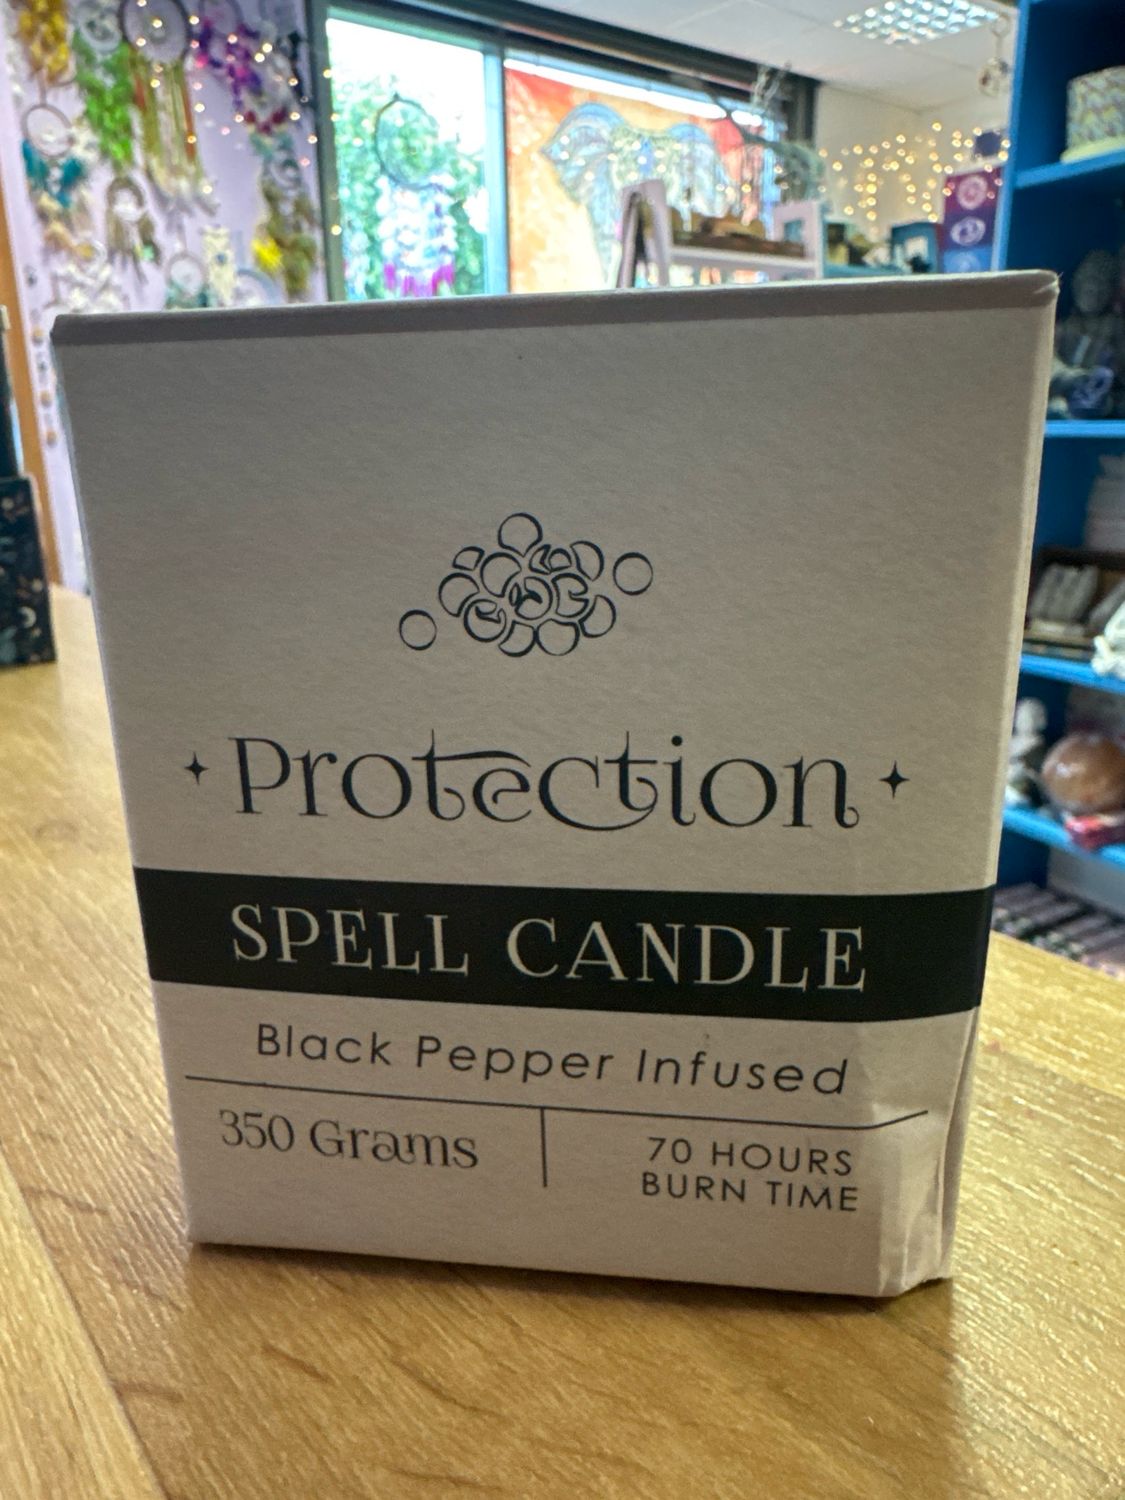 Protection
SPELL CANDLE
Black Pepper Infused
350 Grams
70 HOURS
BURN TIME